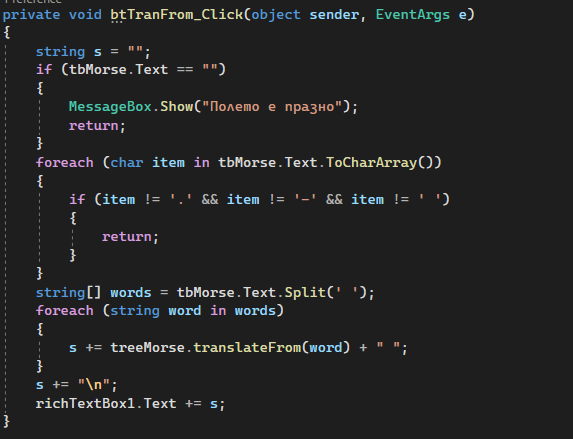 Preference
private void btTranFrom_Click(object sender, EventArgs e)
{
string s = "";
if (tbMorse.Text == "")
{
MessageBox.Show("Полето е празно");
return;
}
foreach (char item in tbMorse.Text.ToCharArray())
{
if (item != '.' && item != '-' && item != ' ')
{
return;
}
}
string[] words = tbMorse.Text.Split(' ');
foreach (string word in words)
{
s += treeMorse.translateFrom(word) + " ";
}
s += "\n";
richTextBox1.Text += s;
}